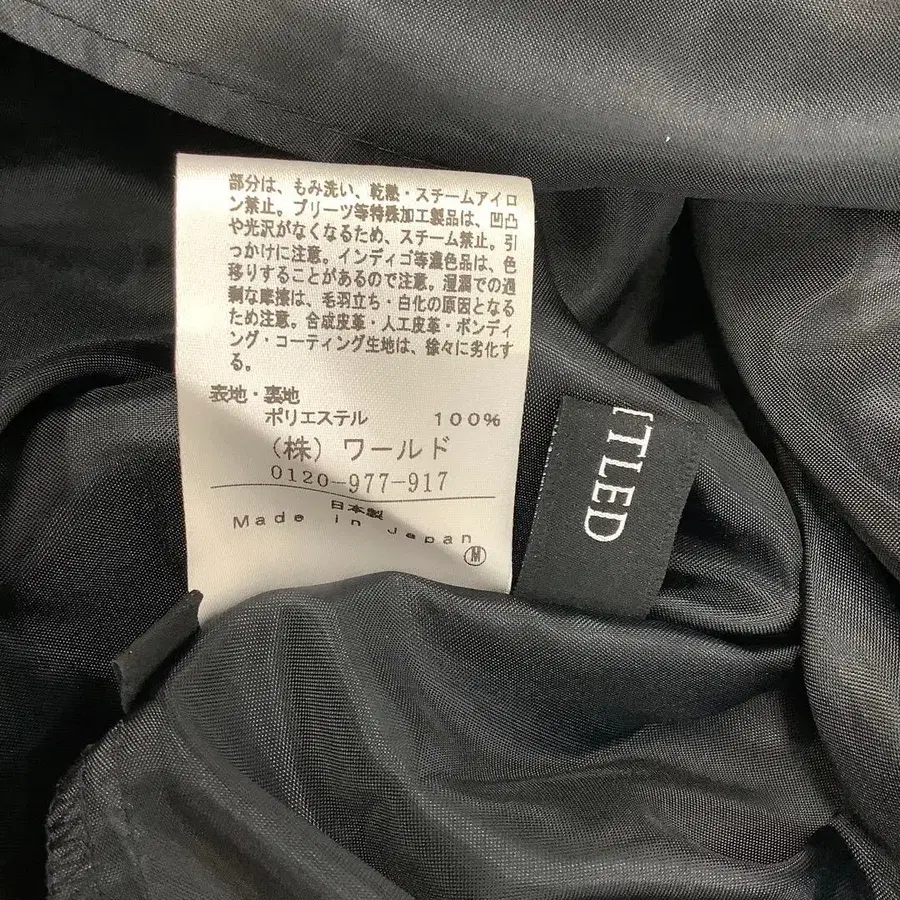 部分は、もみ洗い、乾熱・スチームアイロ
ン禁止。プリーツ等特殊加工製品は、凹凸
や光沢がなくなるため、スチーム禁止。引
っかけに注意。インディゴ等濃色品は、色
移りすることがあるので注意。湿潤での過
剰な摩擦は、毛羽立ち・白化の原因となる
ため注意。合成皮革・人工皮革・ボンディ
ング・コーティング生地は、徐々に劣化す
る。
表地・裏地
ポリエステル 100%
（株）ワールド
0120-977-917
日本製
Made in Japan
M
TLED